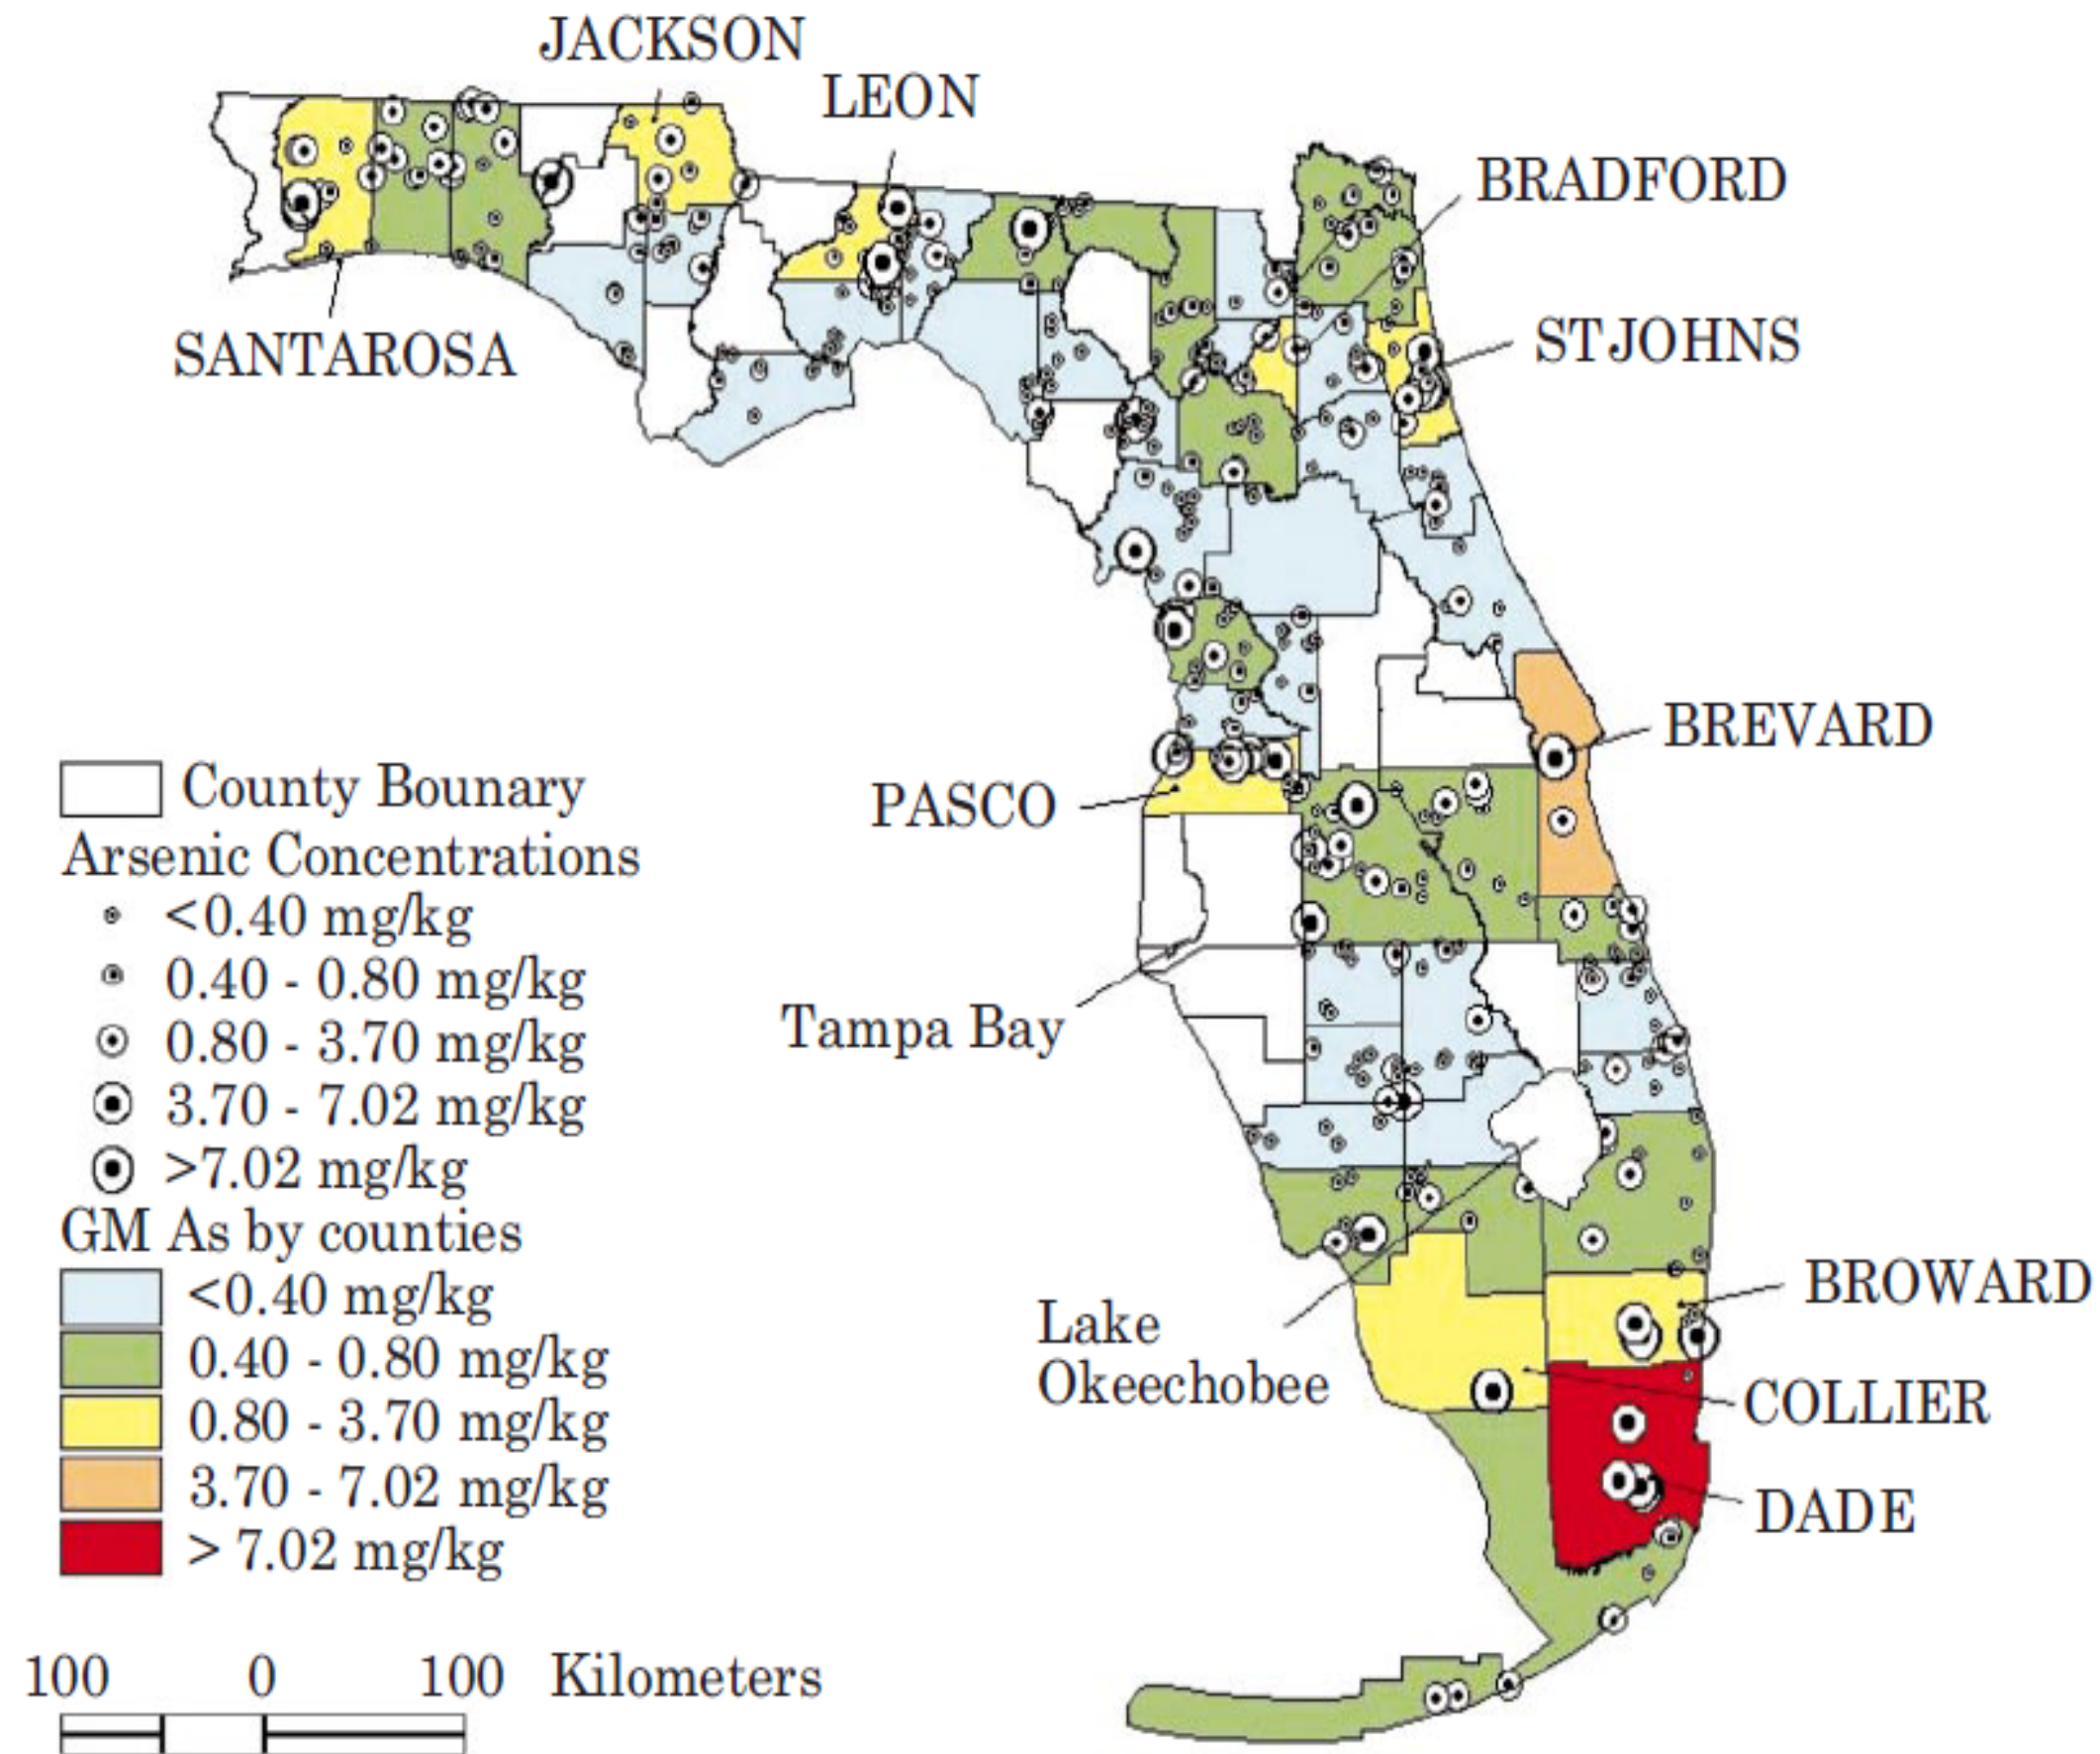 JACKSON
LEON
BRADFORD
SANTAROSA
STJOHNS
BREVARD
PASCO
County Bounary
Arsenic Concentrations
<0.40 mg/kg
0.40 - 0.80 mg/kg
0.80 - 3.70 mg/kg
3.70 - 7.02 mg/kg
>7.02 mg/kg
GM As by counties
<0.40 mg/kg
0.40 - 0.80 mg/kg
0.80 - 3.70 mg/kg
3.70 - 7.02 mg/kg
> 7.02 mg/kg
Tampa Bay
Lake
Okeechobee
BROWARD
COLLIER
DADE
100 0 100 Kilometers